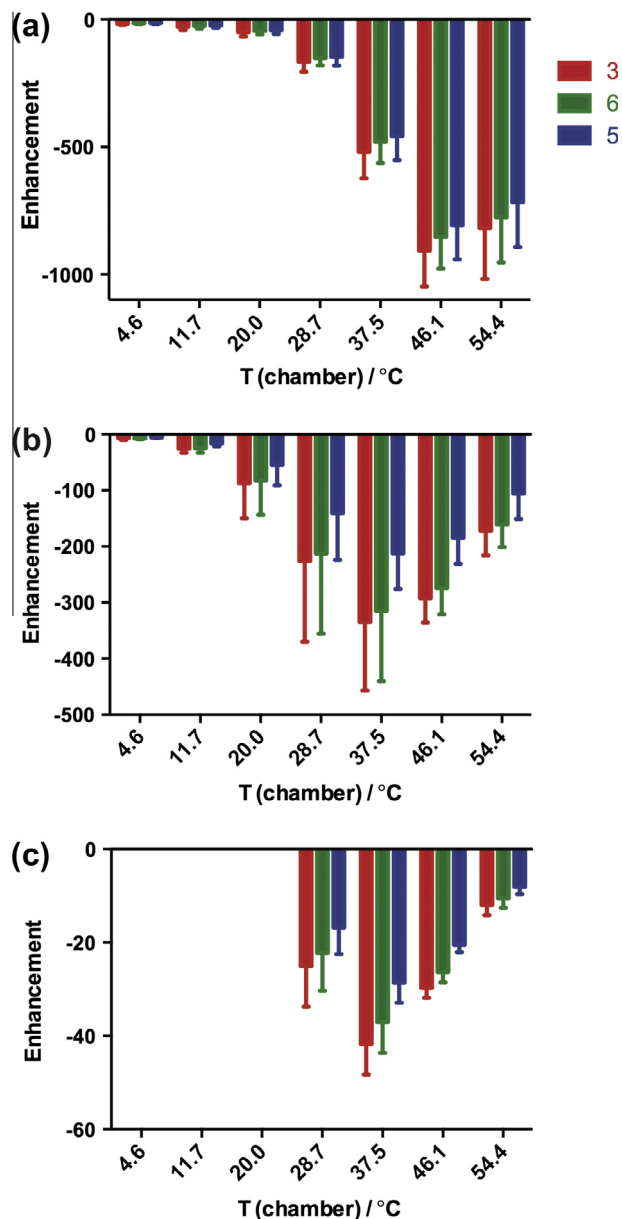 (a)
0
-500
-1000
Enhancement
4.6 11.7 20.0 28.7 37.5 46.1 54.4
T (chamber) / °C
3
6
5
(b)
0
-100
-200
-300
-400
-500
Enhancement
4.6 11.7 20.0 28.7 37.5 46.1 54.4
T (chamber) / °C
(c)
0
-20
-40
-60
Enhancement
4.6 11.7 20.0 28.7 37.5 46.1 54.4
T (chamber) / °C